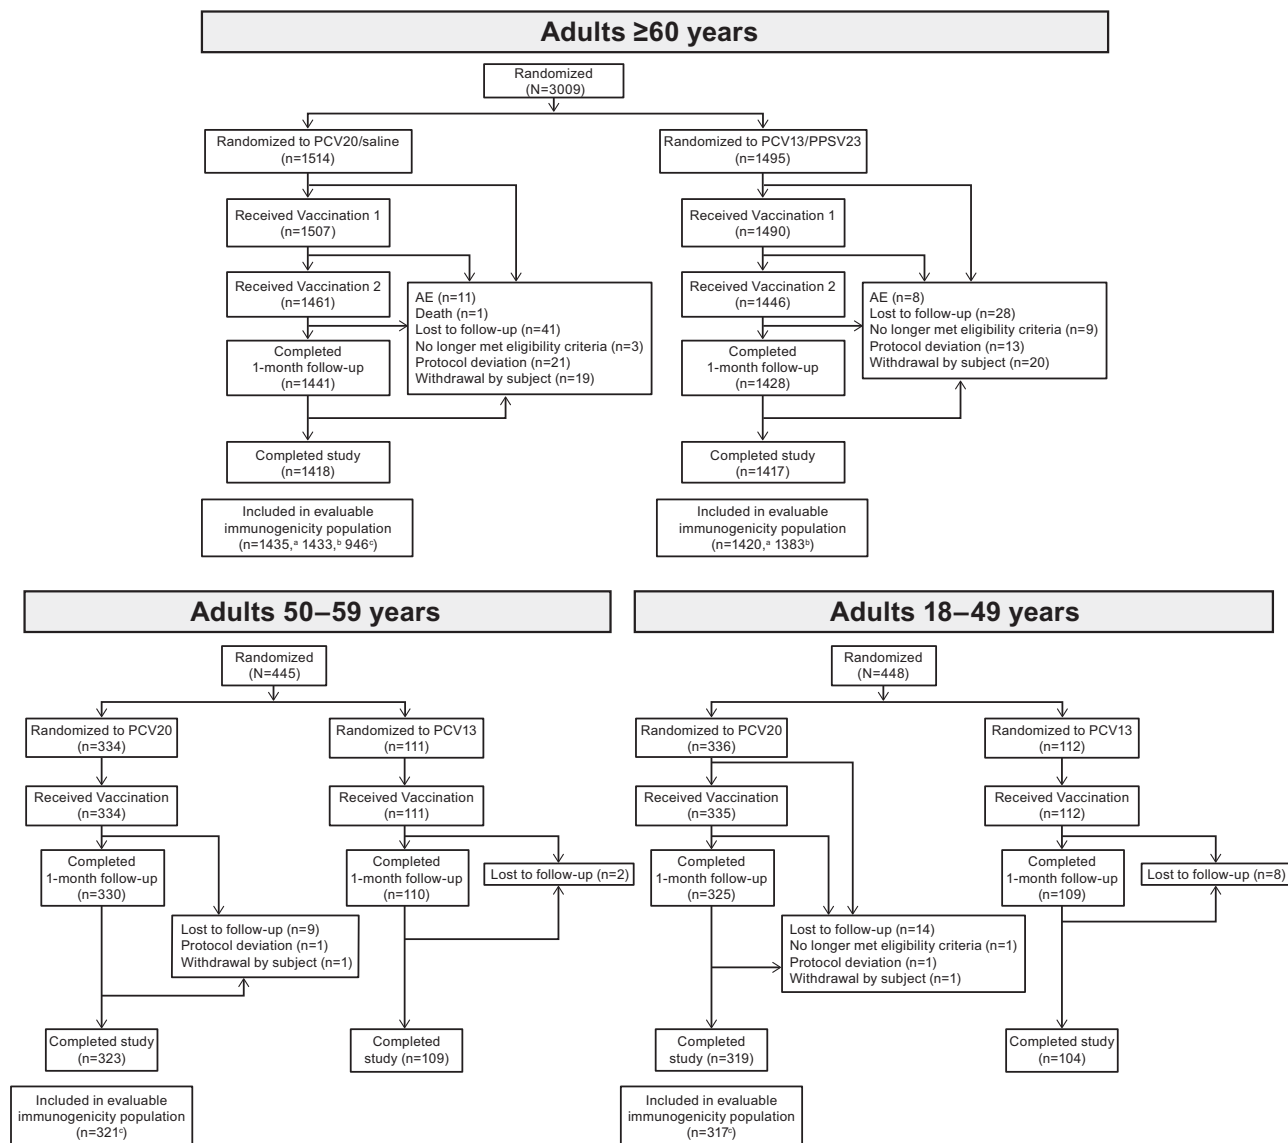 Adults ≥60 years
Randomized
(N=3009)
Randomized to PCV20/saline
(n=1514)
Randomized to PCV13/PPSV23
(n=1495)
Received Vaccination 1
(n=1507)
Received Vaccination 1
(n=1490)
Received Vaccination 2
(n=1461)
AE (n=11)
Death (n=1)
Lost to follow-up (n=41)
No longer met eligibility criteria (n=3)
Protocol deviation (n=21)
Withdrawal by subject (n=19)
Received Vaccination 2
(n=1446)
AE (n=8)
Lost to follow-up (n=28)
No longer met eligibility criteria (n=9)
Protocol deviation (n=13)
Withdrawal by subject (n=20)
Completed
1-month follow-up
(n=1441)
Completed
1-month follow-up
(n=1428)
Completed study
(n=1418)
Completed study
(n=1417)
Included in evaluable
immunogenicity population
(n=1435,ᵃ 1433,ᵇ 946ᶜ)
Included in evaluable
immunogenicity population
(n=1420,ᵃ 1383ᵇ)
Adults 50–59 years
Randomized
(N=445)
Randomized to PCV20
(n=334)
Randomized to PCV13
(n=111)
Received Vaccination
(n=334)
Received Vaccination
(n=111)
Completed
1-month follow-up
(n=330)
Completed
1-month follow-up
(n=110)
Lost to follow-up (n=2)
Lost to follow-up (n=9)
Protocol deviation (n=1)
Withdrawal by subject (n=1)
Completed study
(n=323)
Completed
study (n=109)
Included in evaluable
immunogenicity population
(n=321ᶜ)
Adults 18–49 years
Randomized
(N=448)
Randomized to PCV20
(n=336)
Randomized to PCV13
(n=112)
Received Vaccination
(n=335)
Received Vaccination
(n=112)
Completed
1-month follow-up
(n=325)
Completed
1-month follow-up
(n=109)
Lost to follow-up (n=8)
Lost to follow-up (n=14)
No longer met eligibility criteria (n=1)
Protocol deviation (n=1)
Withdrawal by subject (n=1)
Completed
study (n=319)
Completed study
(n=104)
Included in evaluable
immunogenicity population
(n=317ᶜ)